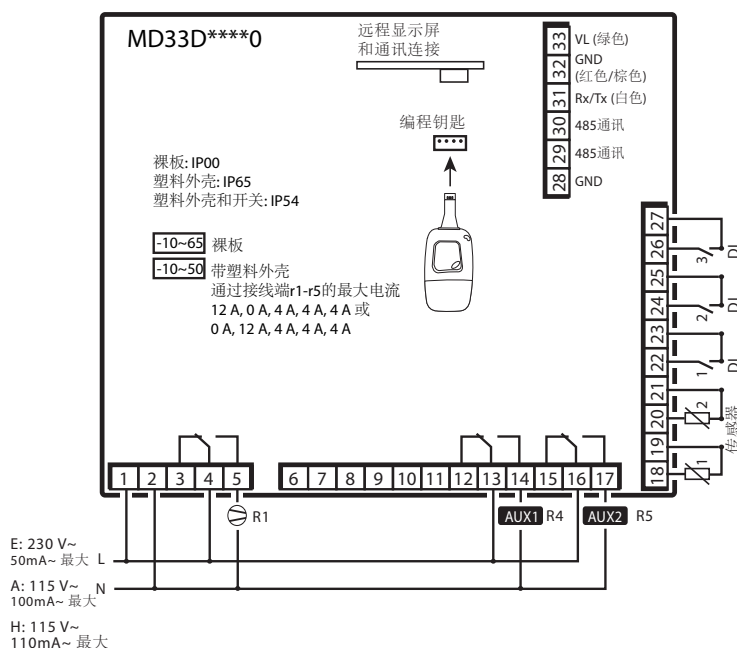 MD33D****0
远程显示屏
和通讯连接
编程钥匙
33 VL (绿色)
32 GND
(红色/棕色)
31 Rx/Tx (白色)
30 485通讯
29 485通讯
28 GND
裸板: IP00
塑料外壳: IP65
塑料外壳和开关: IP54
-10~65 裸板
-10~50 带塑料外壳
通过接线端r1-r5的最大电流
12 A, 0 A, 4 A, 4 A, 4 A 或
0 A, 12 A, 4 A, 4 A, 4 A
27
26
3 DI
25
24
2 DI
23
22
1 DI
21
20
2
传感器
19
18
1
1 2 3 4 5 6 7 8 9 10 11 12 13 14 15 16 17
R1 AUX1 R4 AUX2 R5
E: 230 V~
50mA~ 最大 L
A: 115 V~ N
100mA~ 最大
H: 115 V~
110mA~ 最大